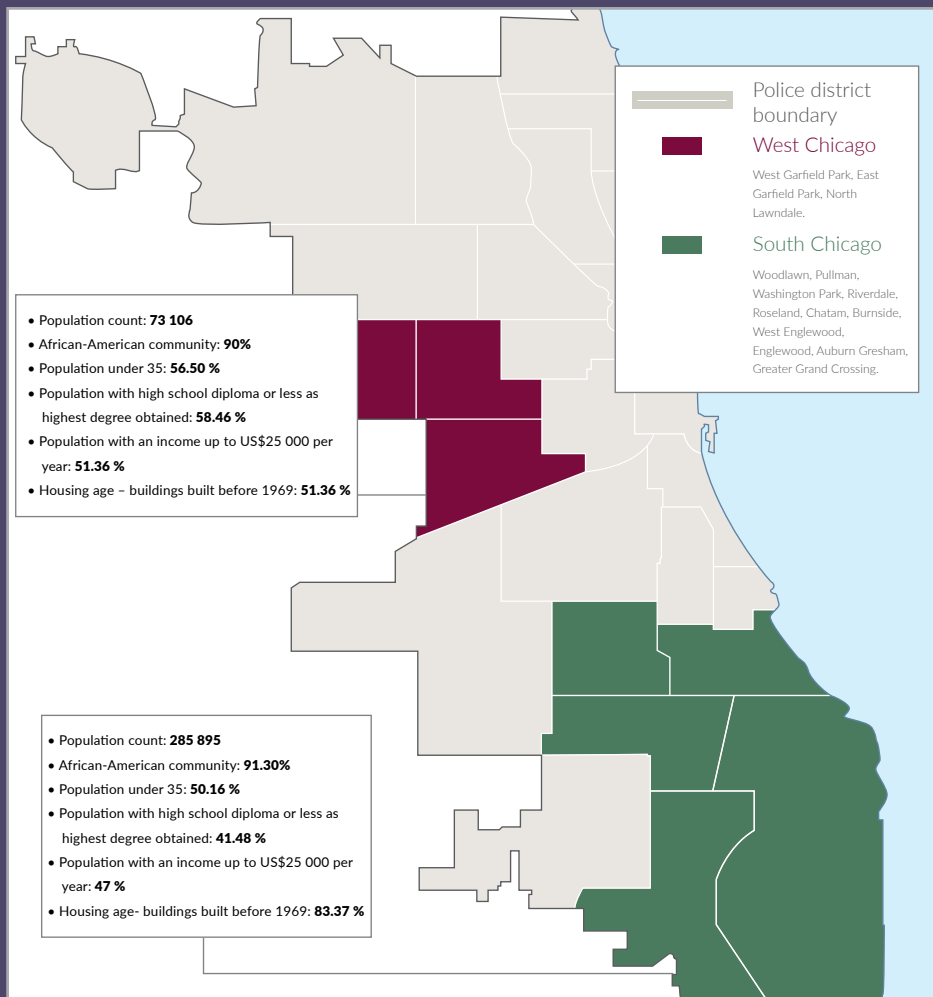 Police district
boundary
West Chicago
West Garfield Park, East
Garfield Park, North
Lawndale.
South Chicago
Woodlawn, Pullman,
Washington Park, Riverdale,
Roseland, Chatam, Burnside,
West Englewood,
Englewood, Auburn Gresham,
Greater Grand Crossing.
• Population count: 73 106
• African-American community: 90%
• Population under 35: 56.50 %
• Population with high school diploma or less as
highest degree obtained: 58.46 %
• Population with an income up to US$25 000 per
year: 51.36 %
• Housing age – buildings built before 1969: 51.36 %
• Population count: 285 895
• African-American community: 91.30%
• Population under 35: 50.16 %
• Population with high school diploma or less as
highest degree obtained: 41.48 %
• Population with an income up to US$25 000 per
year: 47 %
• Housing age- buildings built before 1969: 83.37 %